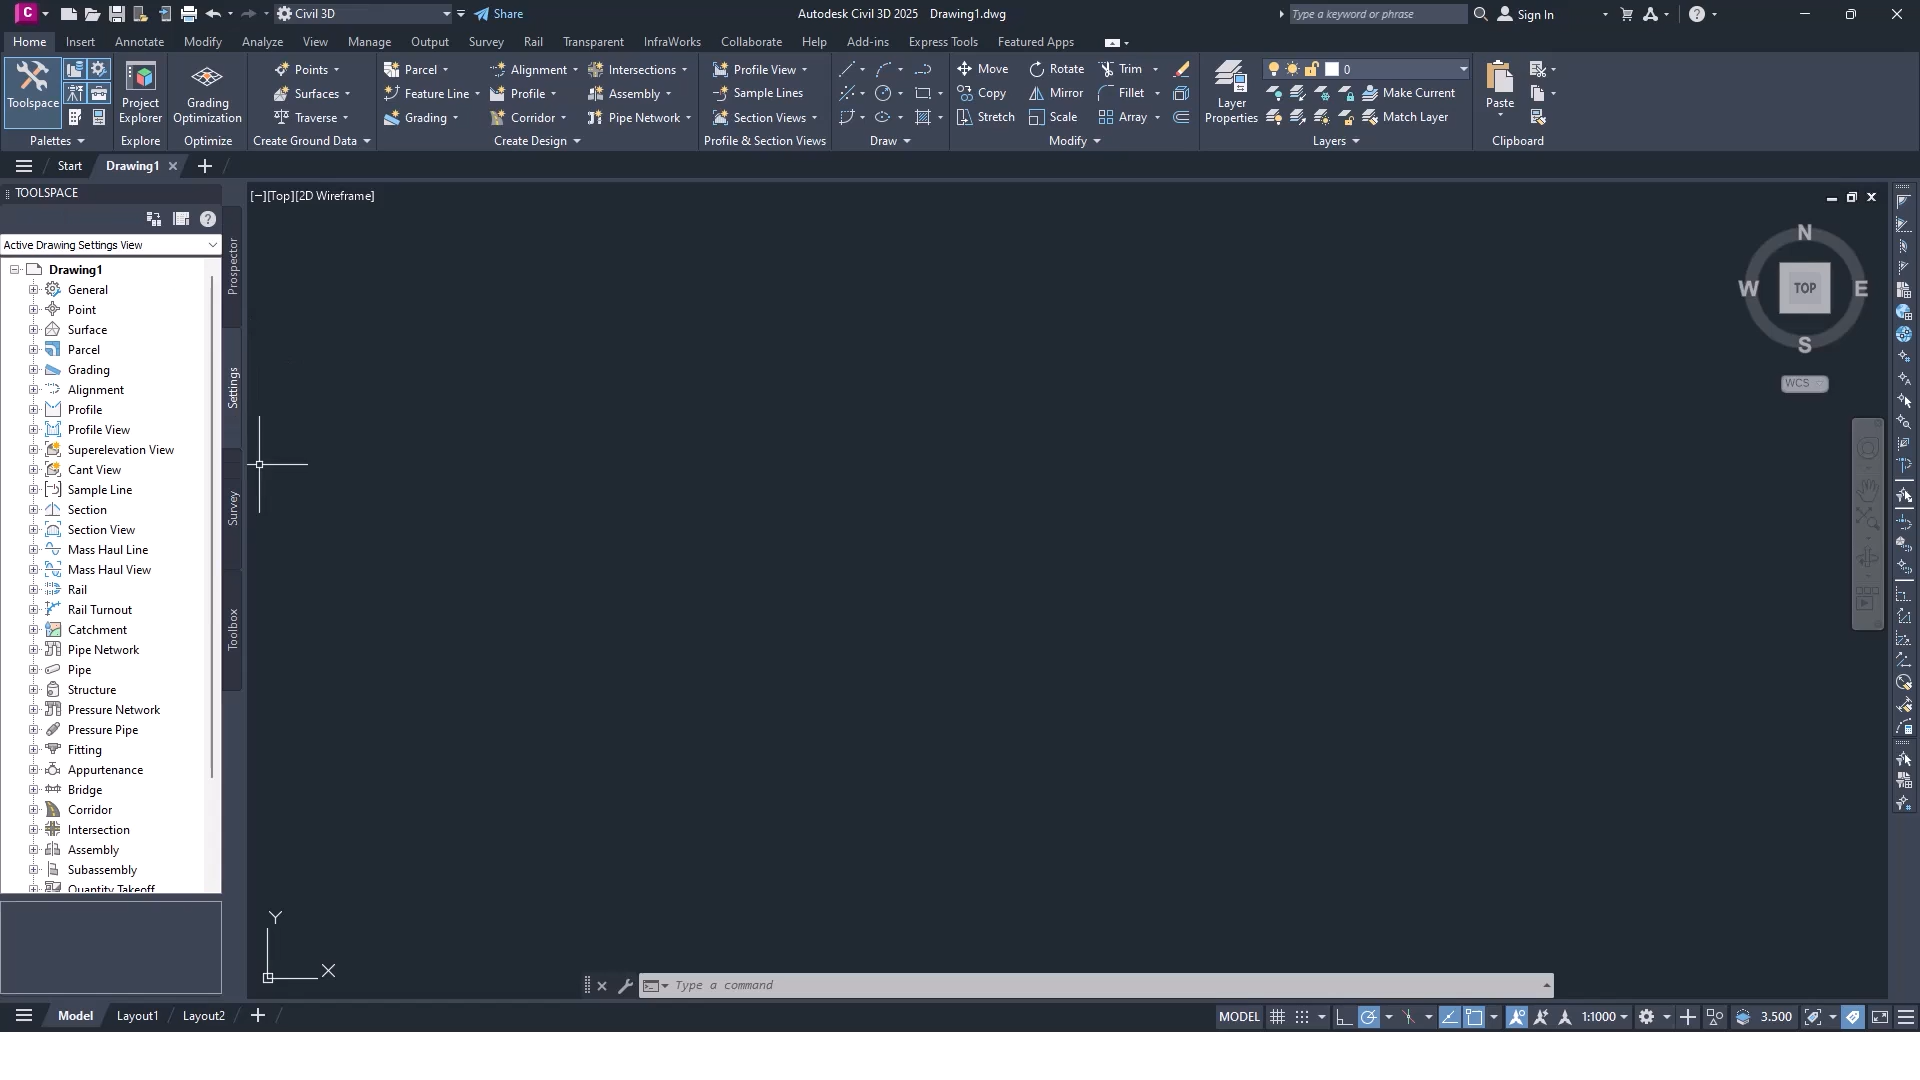 C Civil 3D Share Autodesk Civil 3D 2025 Drawing1.dwg Type a keyword or phrase Sign In
Home Insert Annotate Modify Analyze View Manage Output Survey Rail Transparent InfraWorks Collaborate Help Add-ins Express Tools Featured Apps
Points Parcel Alignment Intersections Profile View Move Rotate Trim 0
Surfaces Feature Line Profile Assembly Sample Lines Copy Mirror Fillet Make Current
Toolspace Project Explorer Grading Optimization Layer Properties Paste
Traverse Grading Corridor Pipe Network Section Views Stretch Scale Array Match Layer
Palettes Explore Optimize Create Ground Data Create Design Profile & Section Views Draw Modify Layers Clipboard
Start Drawing1
TOOLSPACE
[−][Top][2D Wireframe]
Active Drawing Settings View
Drawing1
General
Point
Surface
Parcel
Grading
Alignment
Profile
Profile View
Superelevation View
Cant View
Sample Line
Section
Section View
Mass Haul Line
Mass Haul View
Rail
Rail Turnout
Catchment
Pipe Network
Pipe
Structure
Pressure Network
Pressure Pipe
Fitting
Appurtenance
Bridge
Corridor
Intersection
Assembly
Subassembly
Quantity Takeoff
Prospector
Settings
Survey
Toolbox
N
W TOP E
S
WCS
Y
X
Type a command
Model Layout1 Layout2 MODEL 1:1000 3.500